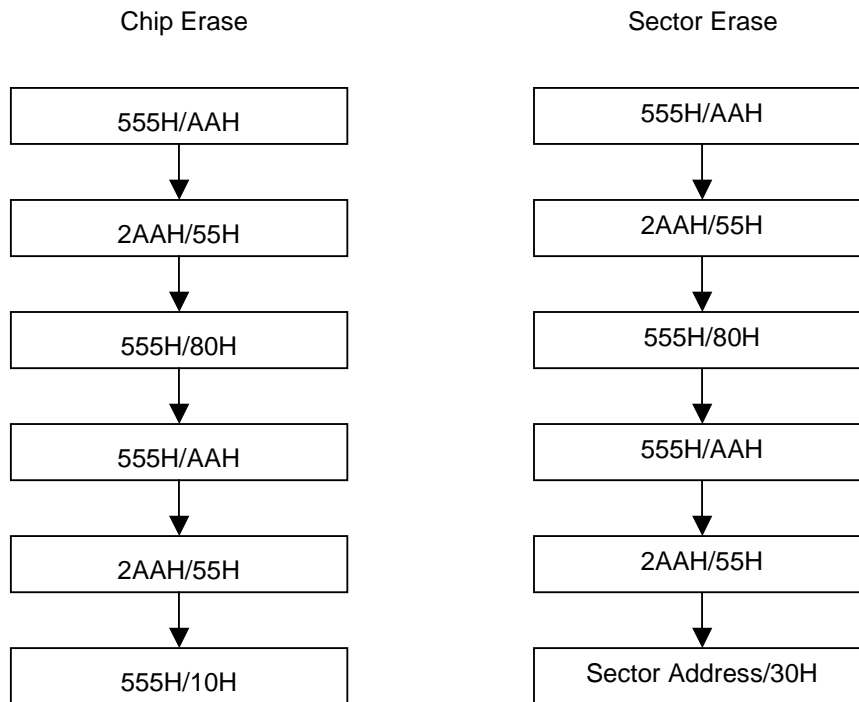 Chip Erase
555H/AAH
2AAH/55H
555H/80H
555H/AAH
2AAH/55H
555H/10H
Sector Erase
555H/AAH
2AAH/55H
555H/80H
555H/AAH
2AAH/55H
Sector Address/30H